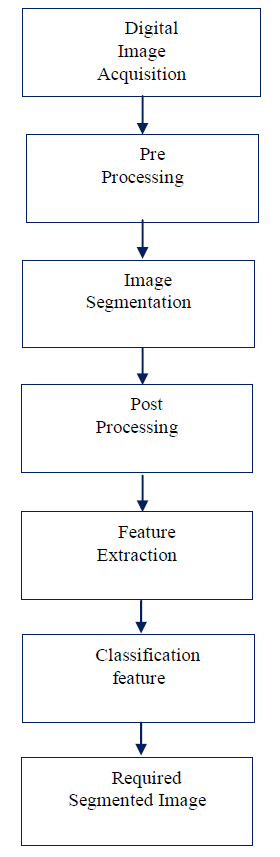 Digital
Image
Acquisition
Pre
Processing
Image
Segmentation
Post
Processing
Feature
Extraction
Classification
feature
Required
Segmented Image